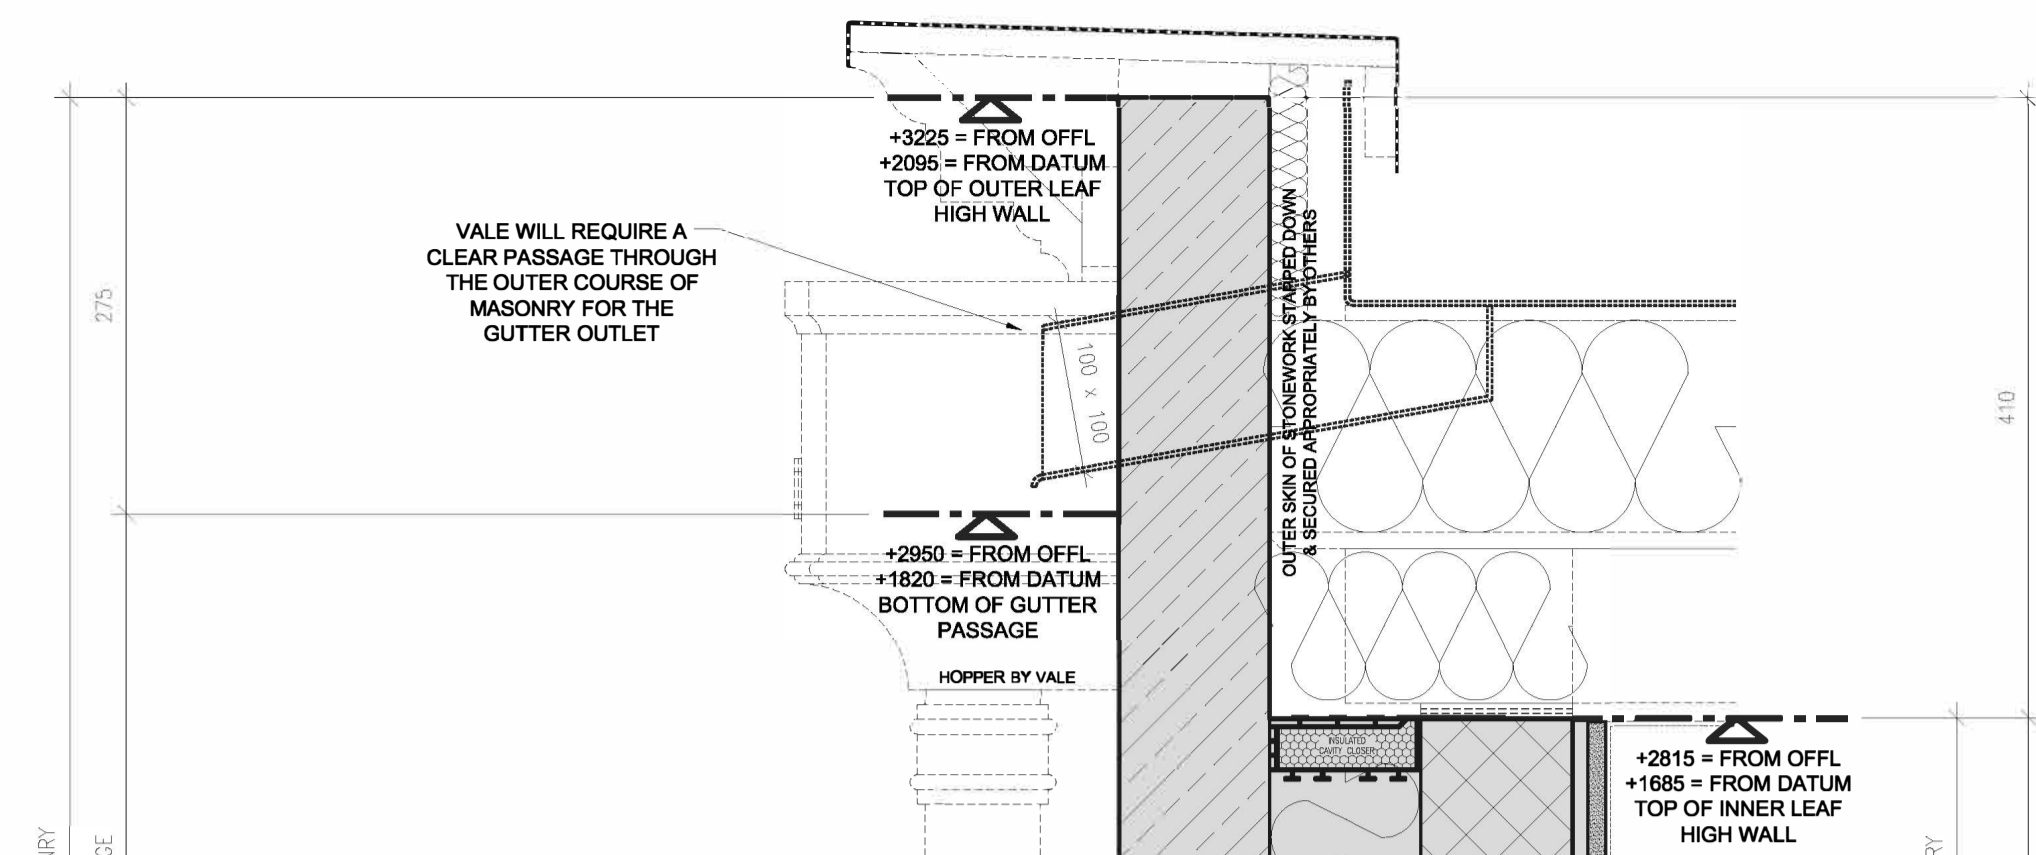 +3225 = FROM OFFL
+2095 = FROM DATUM
TOP OF OUTER LEAF
HIGH WALL
VALE WILL REQUIRE A
CLEAR PASSAGE THROUGH
THE OUTER COURSE OF
MASONRY FOR THE
GUTTER OUTLET
275
100 x 100
OUTER SKIN OF STONEWORK STAPPED DOWN
& SECURED APPROPRIATELY BY OTHERS
410
+2950 = FROM OFFL
+1820 = FROM DATUM
BOTTOM OF GUTTER
PASSAGE
HOPPER BY VALE
INSULATED
CAVITY CLOSER
+2815 = FROM OFFL
+1685 = FROM DATUM
TOP OF INNER LEAF
HIGH WALL